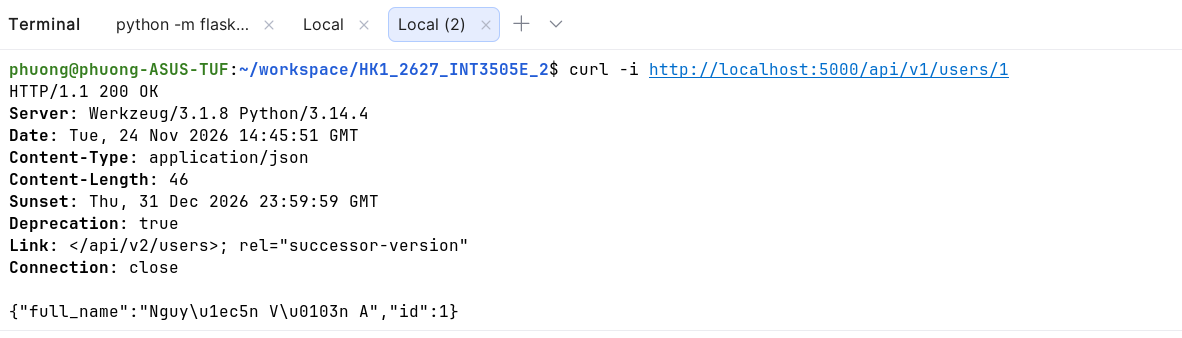 Terminal python -m flask... × Local × Local (2) ×
phuong@phuong-ASUS-TUF:~/workspace/HK1_2627_INT3505E_2$ curl -i http://localhost:5000/api/v1/users/1
HTTP/1.1 200 OK
Server: Werkzeug/3.1.8 Python/3.14.4
Date: Tue, 24 Nov 2026 14:45:51 GMT
Content-Type: application/json
Content-Length: 46
Sunset: Thu, 31 Dec 2026 23:59:59 GMT
Deprecation: true
Link: </api/v2/users>; rel="successor-version"
Connection: close
{"full_name":"Nguy\u1ec5n V\u0103n A","id":1}